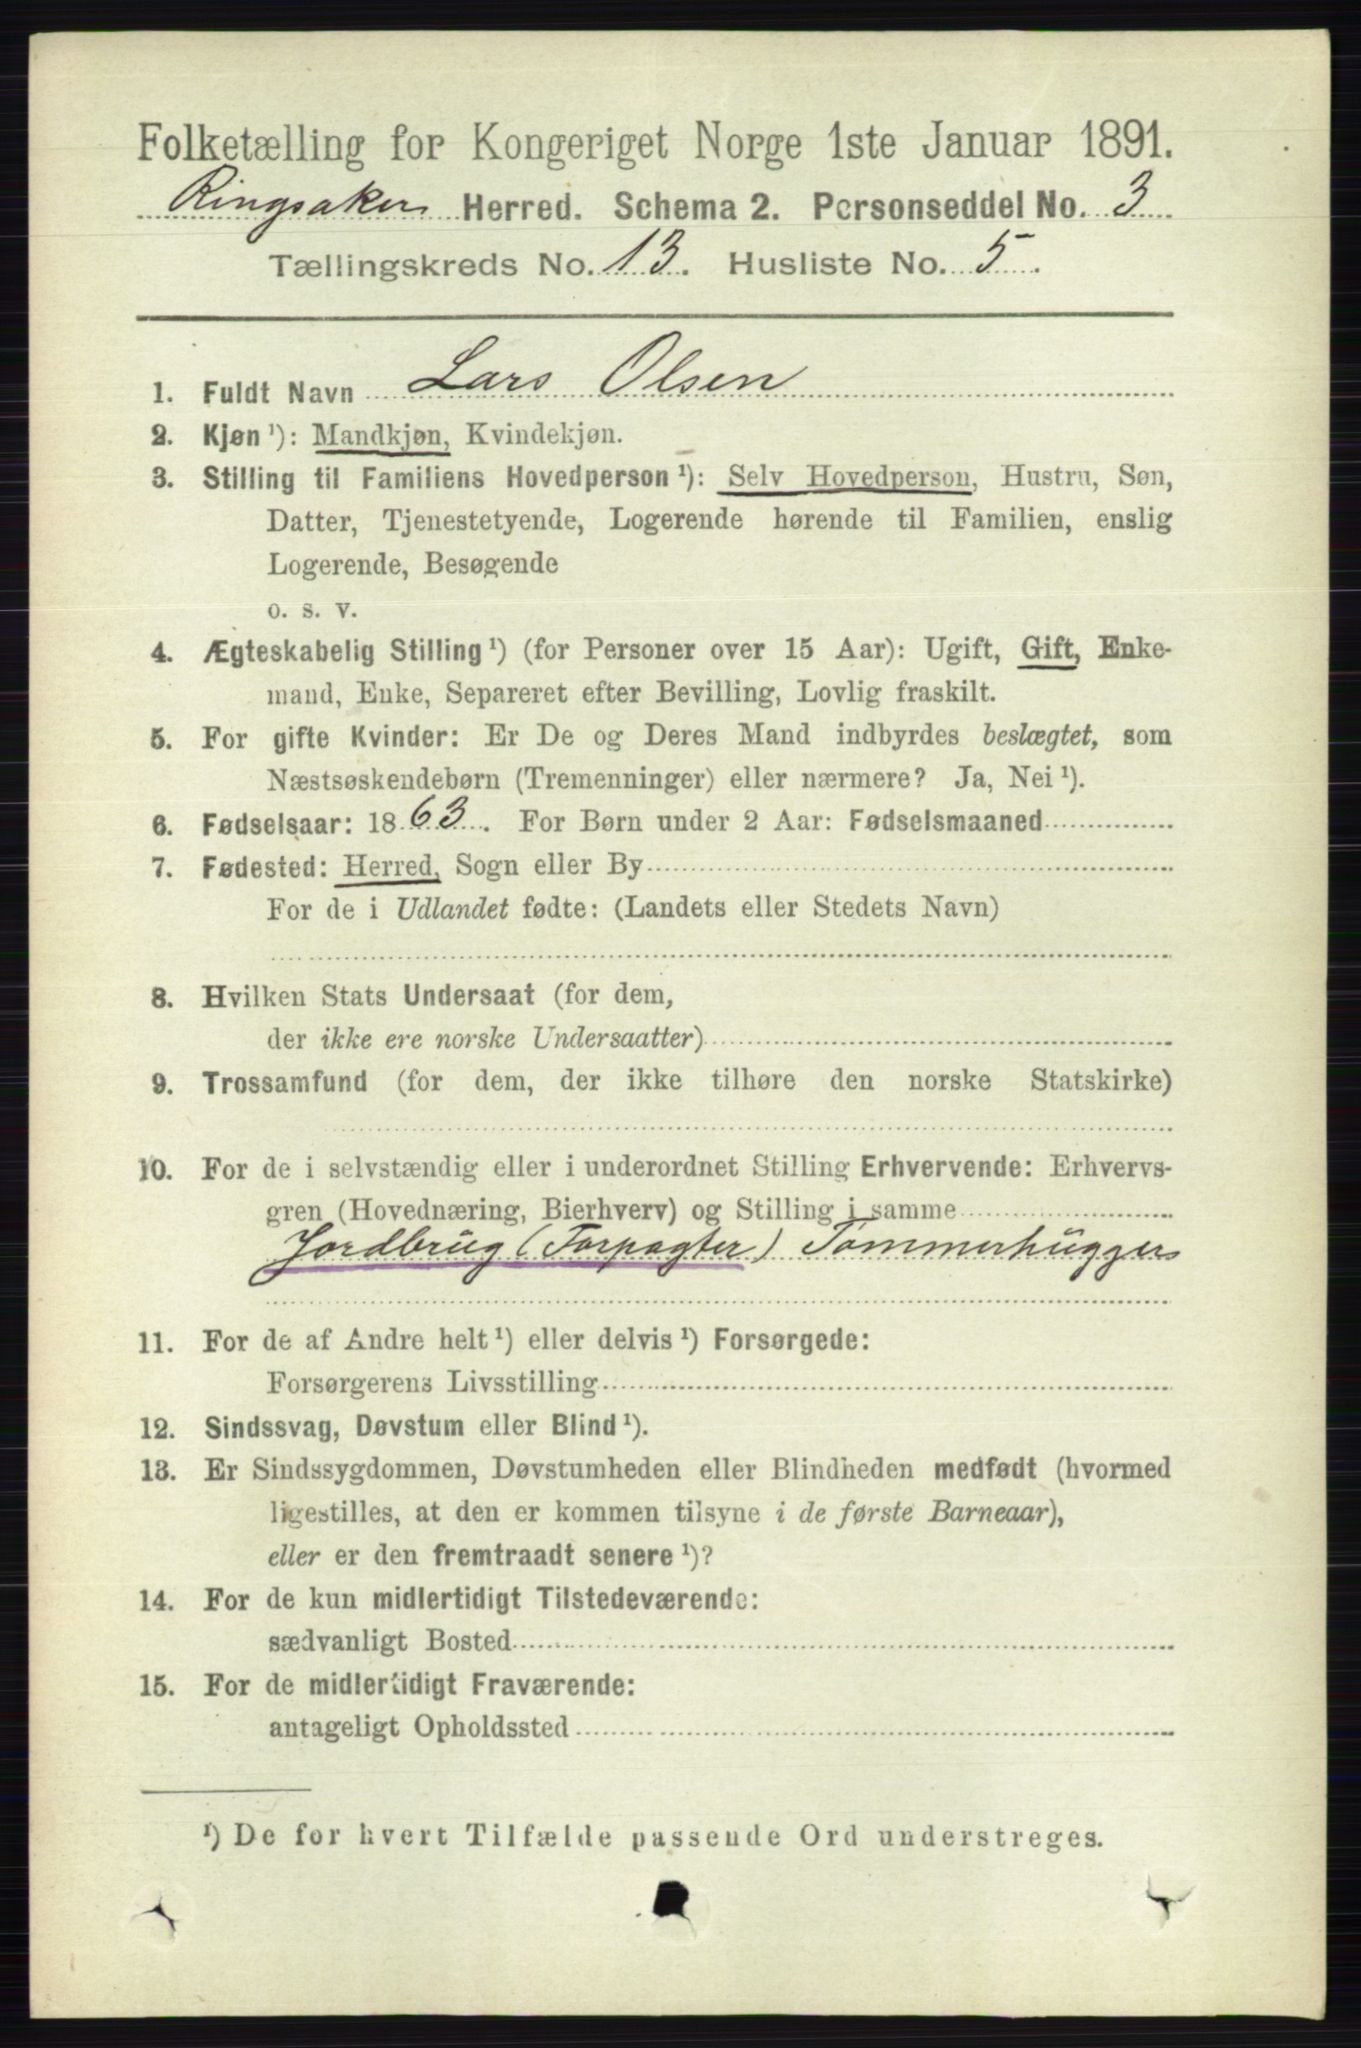 Folketælling for Kongeriget Norge 1ste Januar 1891.
Ringsakers Herred. Schema 2. Personseddel No. 3
Tællingskreds No. 13. Husliste No. 5.
1. Fuldt Navn Lars Olsen
2. Kjøn ¹): Mandkjøn, Kvindekjøn.
3. Stilling til Familiens Hovedperson ¹): Selv Hovedperson, Hustru, Søn,
Datter, Tjenestetyende, Logerende hørende til Familien, enslig
Logerende, Besøgende
o. s. v.
4. Ægteskabelig Stilling ¹) (for Personer over 15 Aar): Ugift, Gift, Enke-
mand, Enke, Separeret efter Bevilling, Lovlig fraskilt.
5. For gifte Kvinder: Er De og Deres Mand indbyrdes beslægtet, som
Næstsøskendebørn (Tremenninger) eller nærmere? Ja, Nei ¹).
6. Fødselsaar: 1863. For Børn under 2 Aar: Fødselsmaaned
7. Fødested: Herred, Sogn eller By
For de i Udlandet fødte: (Landets eller Stedets Navn)
8. Hvilken Stats Undersaat (for dem,
der ikke ere norske Undersaatter)
9. Trossamfund (for dem, der ikke tilhøre den norske Statskirke)
10. For de i selvstændig eller i underordnet Stilling Erhvervende: Erhvervs-
gren (Hovednæring, Bierhverv) og Stilling i samme
Jordbrug (Forpagter) Tømmerhugger
11. For de af Andre helt ¹) eller delvis ¹) Forsørgede:
Forsørgerens Livsstilling
12. Sindssvag, Døvstum eller Blind ¹).
13. Er Sindssygdommen, Døvstumheden eller Blindheden medfødt (hvormed
ligestilles, at den er kommen tilsyne i de første Barneaar),
eller er den fremtraadt senere ¹)?
14. For de kun midlertidigt Tilstedeværende:
sædvanligt Bosted
15. For de midlertidigt Fraværende:
antageligt Opholdssted
¹) De for hvert Tilfælde passende Ord understreges.